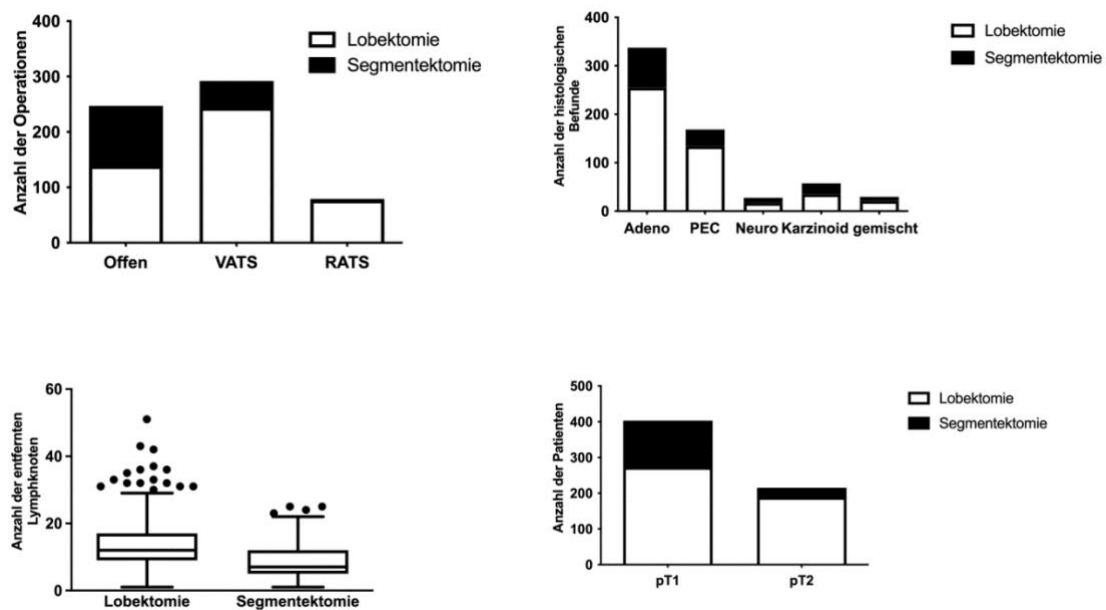 Anzahl der Operationen
400
300
200
100
0
Offen
VATS
RATS
Lobektomie
Segmentektomie
Anzahl der histologischen
Befunde
400
300
200
100
0
Adeno
PEC
Neuro
Karzinoid
gemischt
Lobektomie
Segmentektomie
Anzahl der entfernten
Lymphknoten
60
40
20
0
Lobektomie
Segmentektomie
Anzahl der Patienten
500
400
300
200
100
0
pT1
pT2
Lobektomie
Segmentektomie